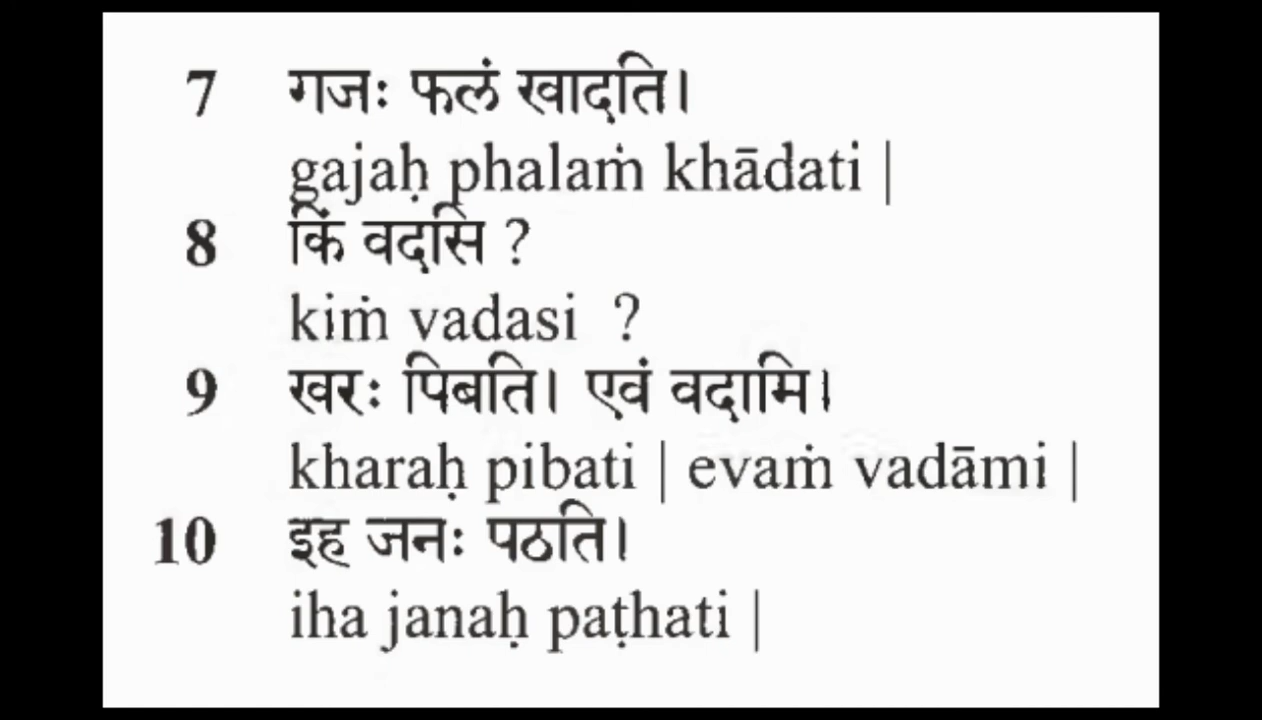 7 गजः फलं खादति।
gajaḥ phalaṁ khādati |
8 किं वदसि ?
kiṁ vadasi ?
9 खरः पिबति। एवं वदामि।
kharaḥ pibati | evaṁ vadāmi |
10 इह जनः पठति।
iha janaḥ paṭhati |